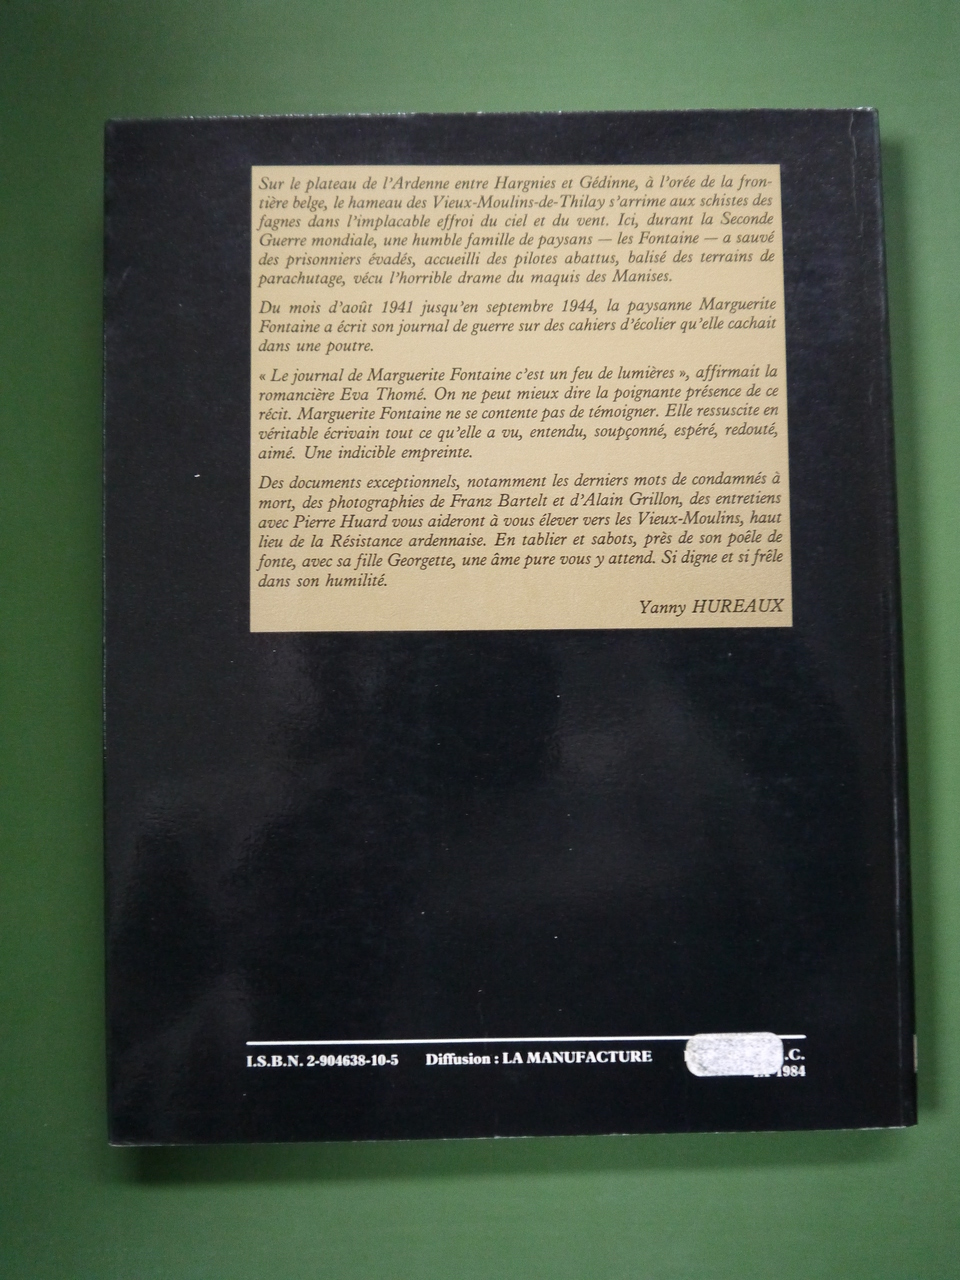 Sur le plateau de l'Ardenne entre Hargnies et Gédinne, à l'orée de la fron-
tière belge, le hameau des Vieux-Moulins-de-Thilay s'arrime aux schistes des
fagnes dans l'implacable effroi du ciel et du vent. Ici, durant la Seconde
Guerre mondiale, une humble famille de paysans — les Fontaine — a sauvé
des prisonniers évadés, accueilli des pilotes abattus, balisé des terrains de
parachutage, vécu l'horrible drame du maquis des Manises.
Du mois d'août 1941 jusqu'en septembre 1944, la paysanne Marguerite
Fontaine a écrit son journal de guerre sur des cahiers d'écolier qu'elle cachait
dans une poutre.
« Le journal de Marguerite Fontaine c'est un feu de lumières », affirmait la
romancière Eva Thomé. On ne peut mieux dire la poignante présence de ce
récit. Marguerite Fontaine ne se contente pas de témoigner. Elle ressuscite en
véritable écrivain tout ce qu'elle a vu, entendu, soupçonné, espéré, redouté,
aimé. Une indicible empreinte.
Des documents exceptionnels, notamment les derniers mots de condamnés à
mort, des photographies de Franz Bartelt et d'Alain Grillon, des entretiens
avec Pierre Huard vous aideront à vous élever vers les Vieux-Moulins, haut
lieu de la Résistance ardennaise. En tablier et sabots, près de son poêle de
fonte, avec sa fille Georgette, une âme pure vous y attend. Si digne et si frêle
dans son humilité.
Yanny HUREAUX
I.S.B.N. 2-904638-10-5 Diffusion : LA MANUFACTURE .C.
1984